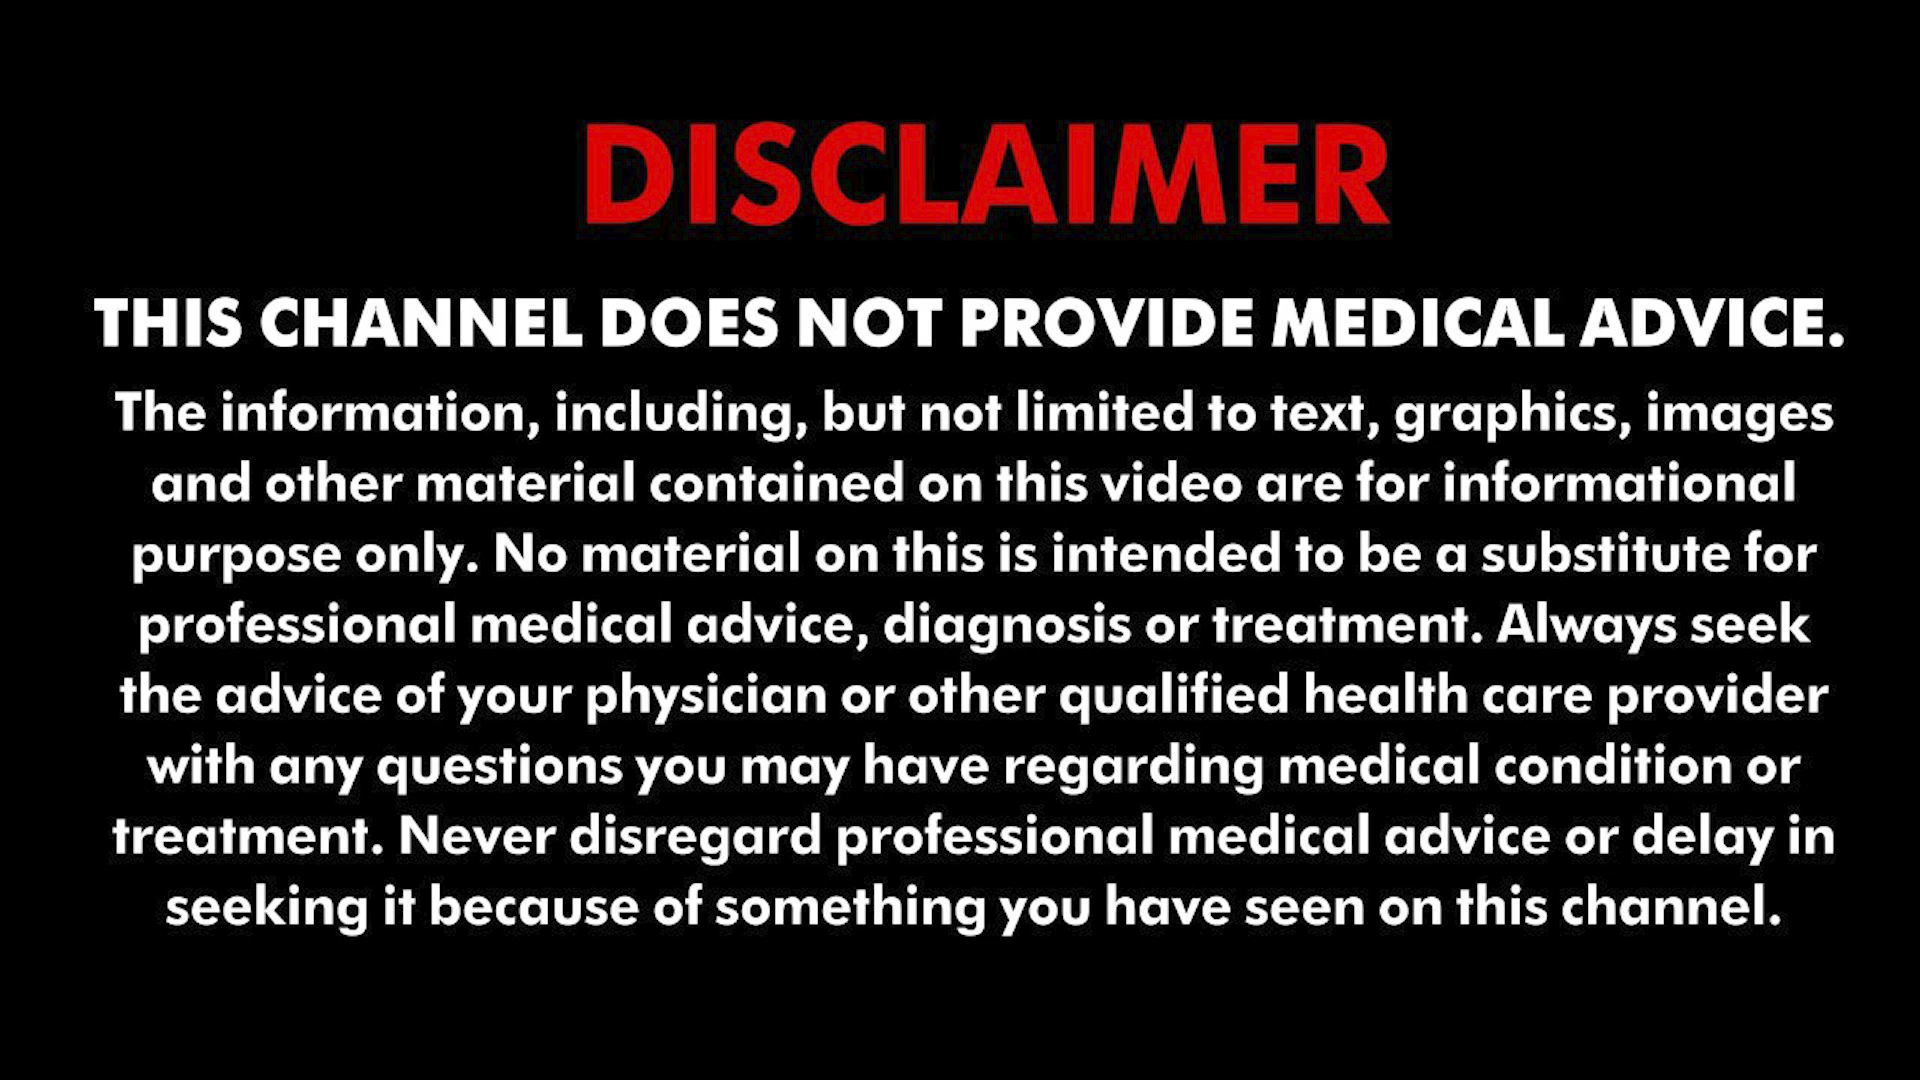 DISCLAIMER
THIS CHANNEL DOES NOT PROVIDE MEDICAL ADVICE.
The information, including, but not limited to text, graphics, images
and other material contained on this video are for informational
purpose only. No material on this is intended to be a substitute for
professional medical advice, diagnosis or treatment. Always seek
the advice of your physician or other qualified health care provider
with any questions you may have regarding medical condition or
treatment. Never disregard professional medical advice or delay in
seeking it because of something you have seen on this channel.